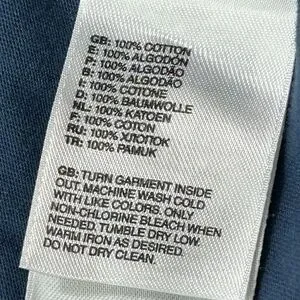 GB: 100% COTTON
E: 100% ALGODÓN
P: 100% ALGODÃO
B: 100% ALGODÃO
I: 100% COTONE
D: 100% BAUMWOLLE
NL: 100% KATOEN
F: 100% COTON
RU: 100% ХЛОПОК
TR: 100% PAMUK
GB: TURN GARMENT INSIDE
OUT. MACHINE WASH COLD
WITH LIKE COLORS. ONLY
NON-CHLORINE BLEACH WHEN
NEEDED. TUMBLE DRY LOW.
WARM IRON AS DESIRED.
DO NOT DRY CLEAN.